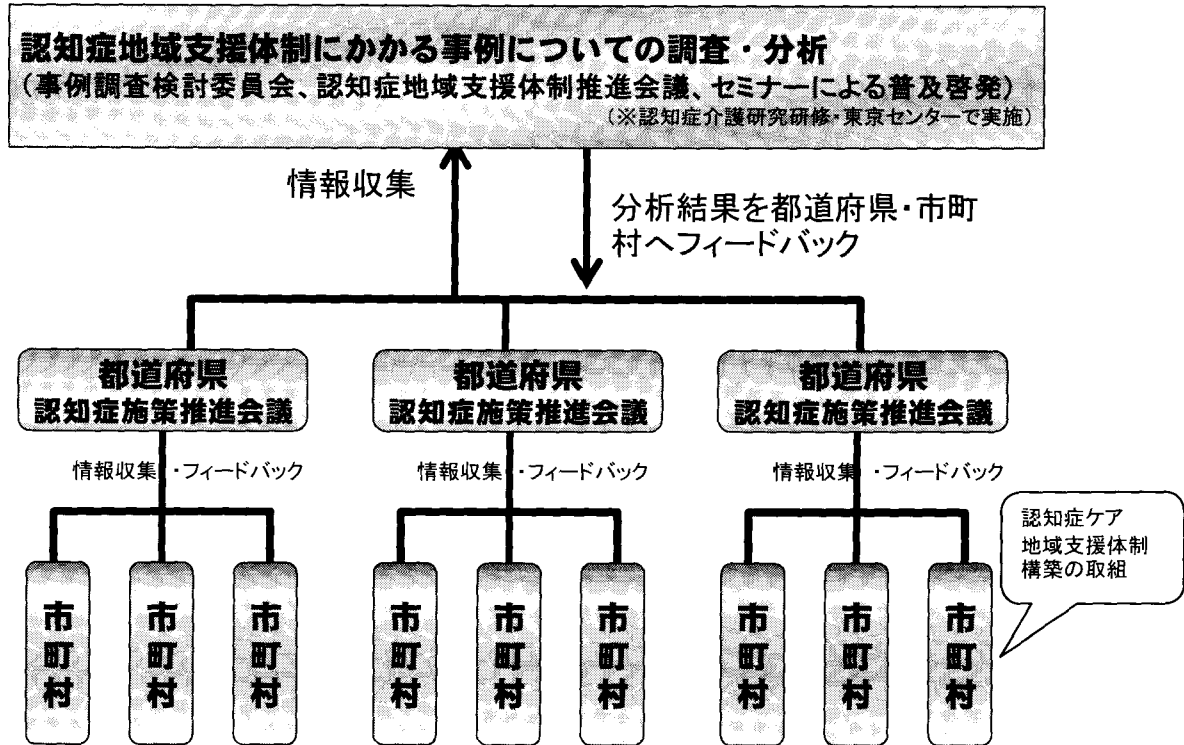 認知症地域支援体制にかかる事例についての調査・分析
(事例調査検討委員会、認知症地域支援体制推進会議、セミナーによる普及啓発)
(※認知症介護研究研修・東京センターで実施)
情報収集
分析結果を都道府県・市町
村へフィードバック
都道府県
認知症施策推進会議
都道府県
認知症施策推進会議
都道府県
認知症施策推進会議
情報収集・フィードバック
情報収集・フィードバック
情報収集・フィードバック
認知症ケア
地域支援体制
構築の取組
市町村
市町村
市町村
市町村
市町村
市町村
市町村
市町村
市町村